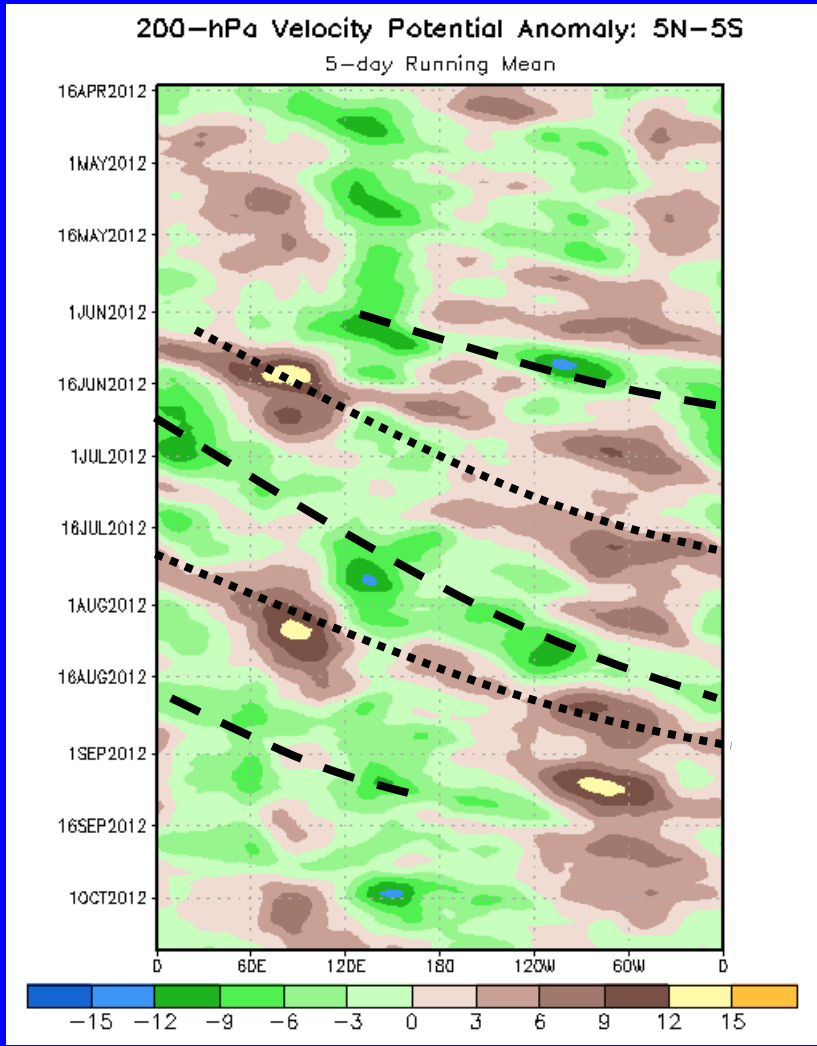 200-hPa Velocity Potential Anomaly: 5N-5S
5-day Running Mean
16APR2012
1MAY2012
16MAY2012
1JUN2012
16JUN2012
1JUL2012
16JUL2012
1AUG2012
16AUG2012
1SEP2012
16SEP2012
1OCT2012
0 60E 120E 180 120W 60W 0
-15 -12 -9 -6 -3 0 3 6 9 12 15